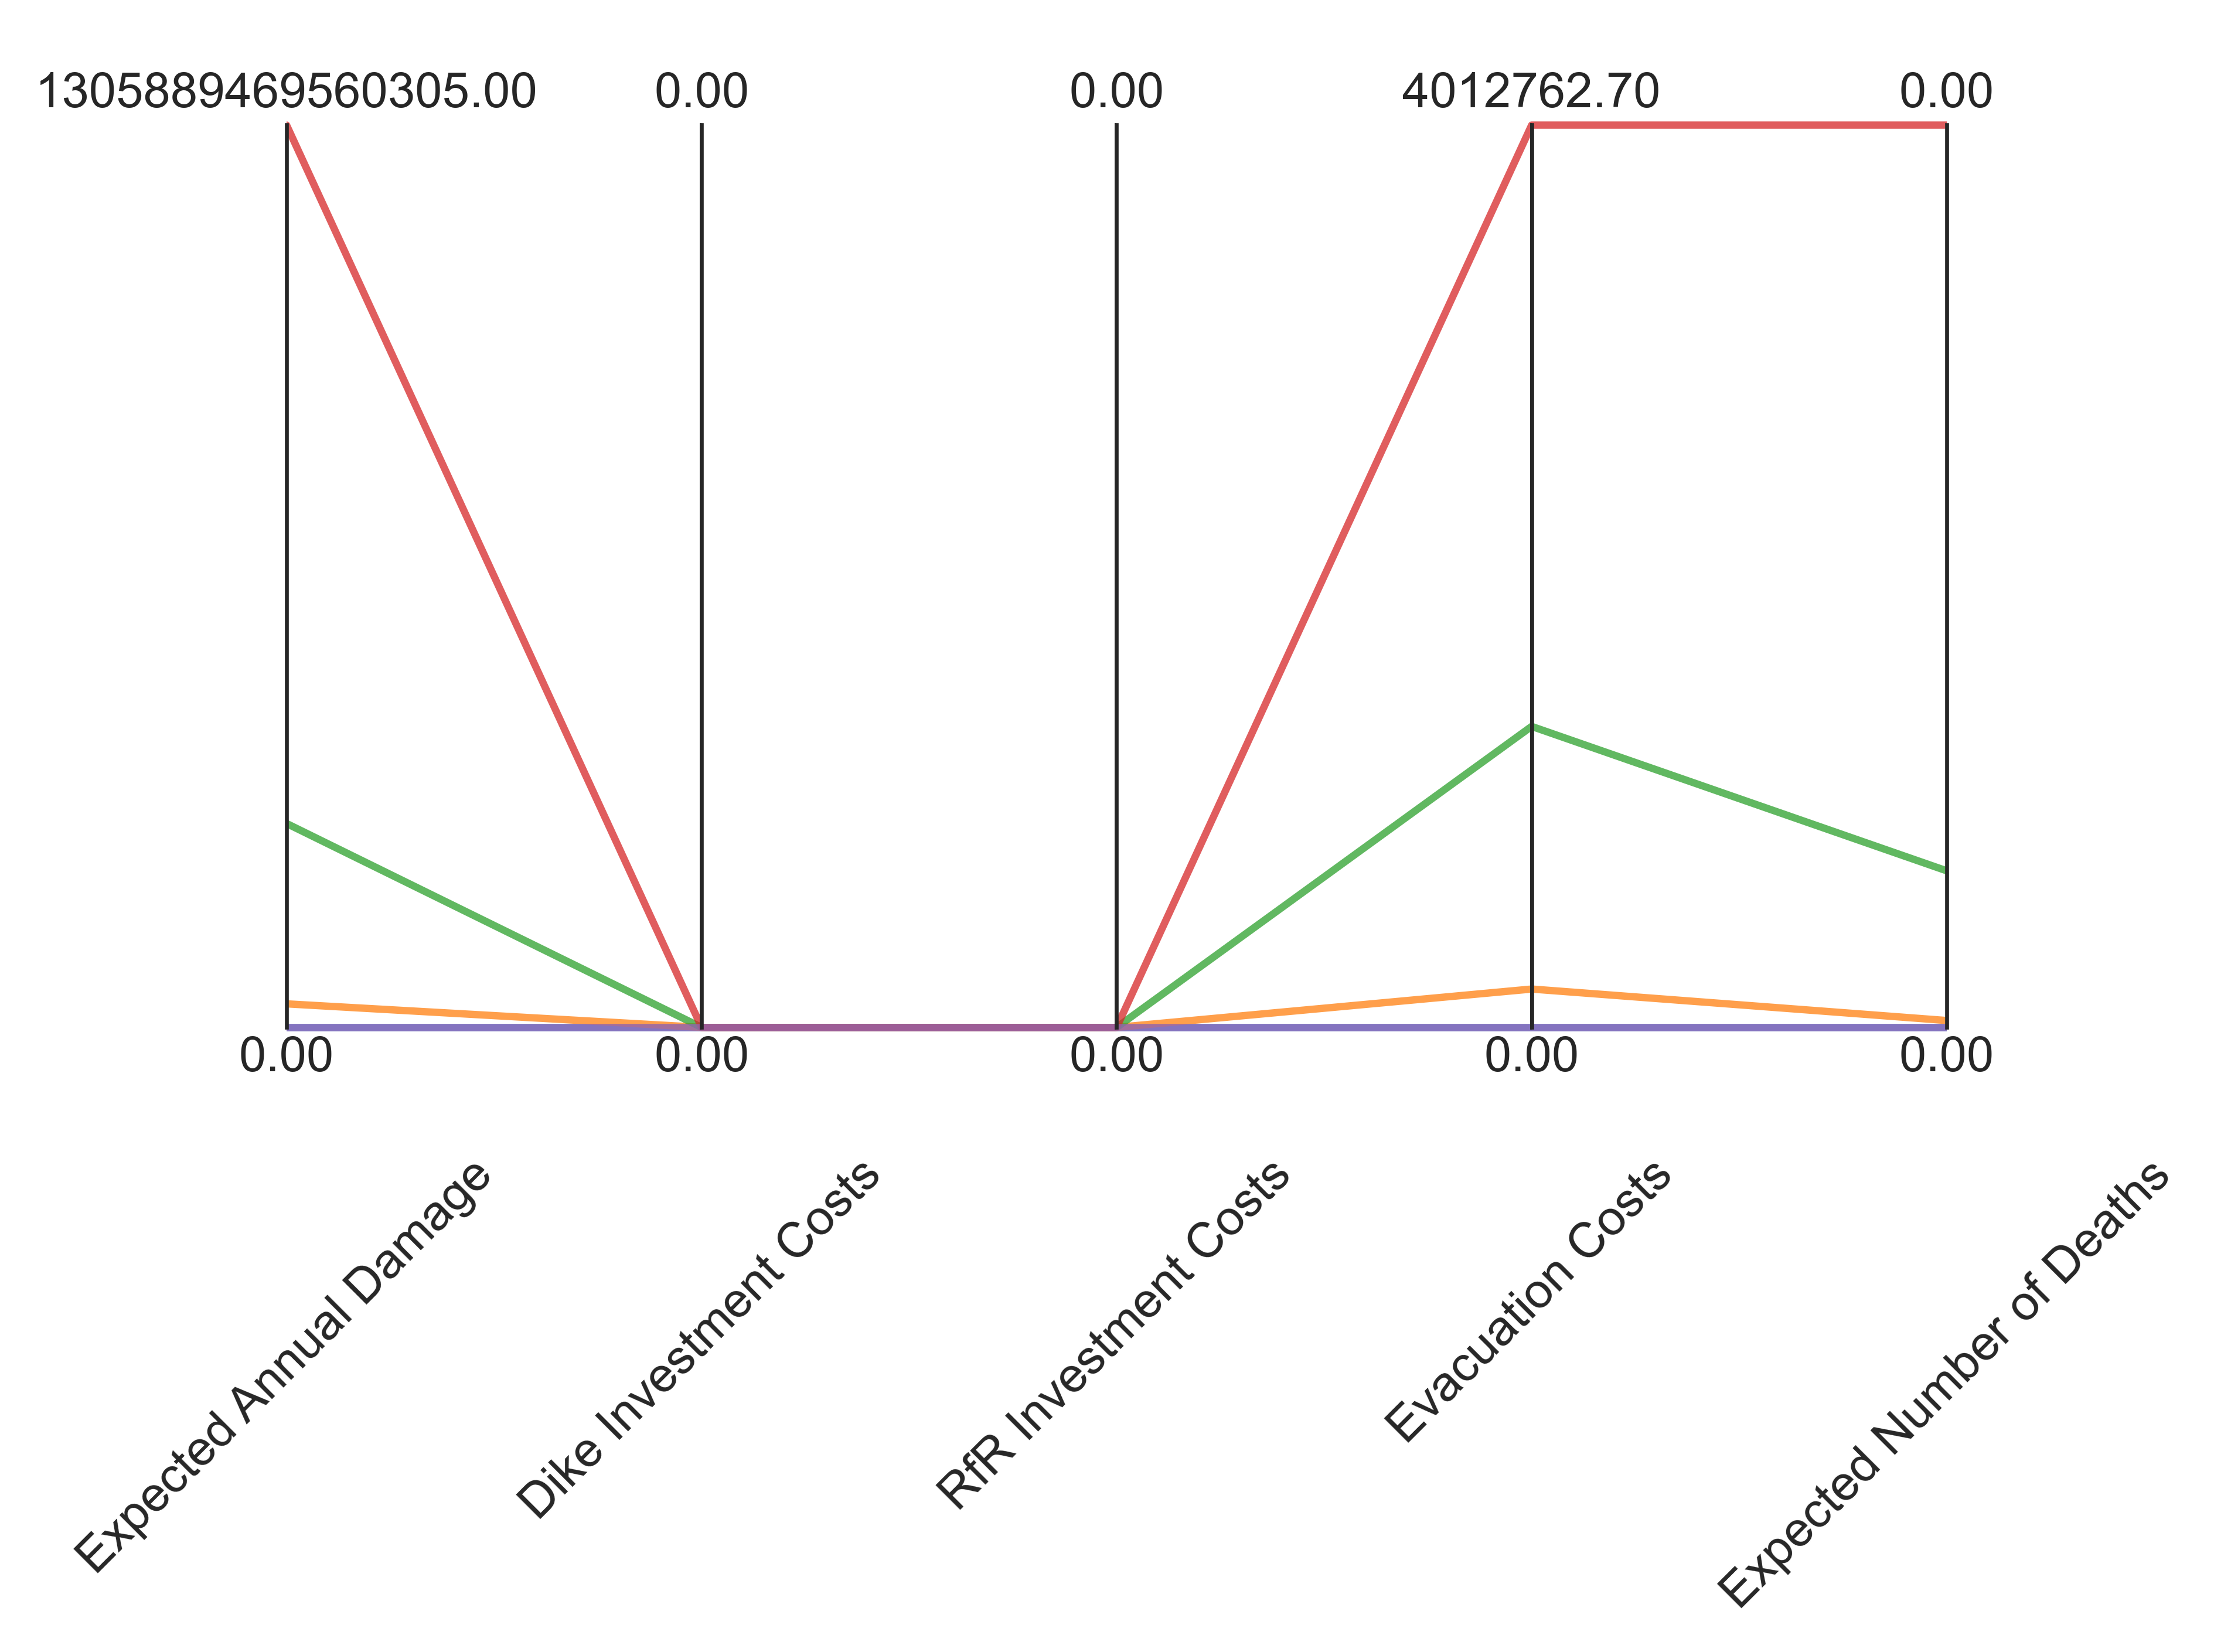 1305889469560305.00 0.00 0.00 4012762.70 0.00
0.00 0.00 0.00 0.00 0.00
Expected Annual Damage
Dike Investment Costs
RfR Investment Costs
Evacuation Costs
Expected Number of Deaths